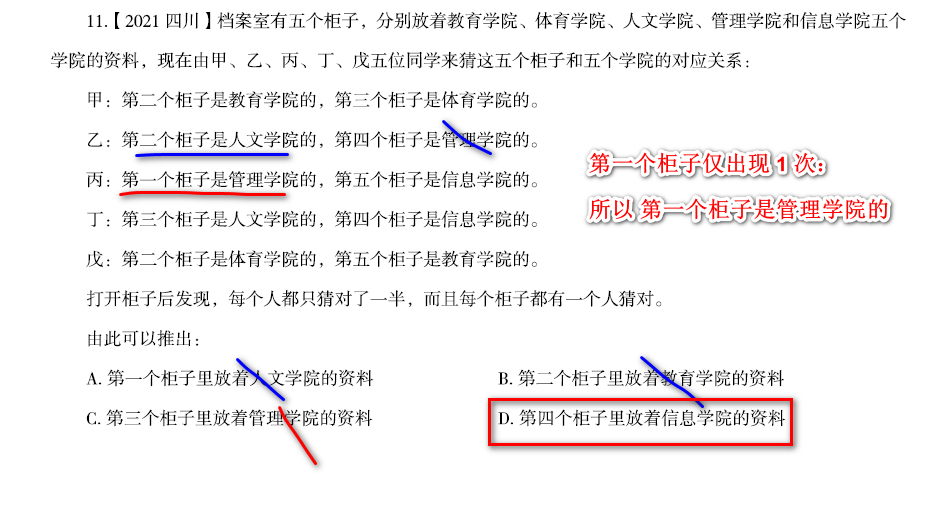 11.【2021 四川】档案室有五个柜子，分别放着教育学院、体育学院、人文学院、管理学院和信息学院五个
学院的资料，现在由甲、乙、丙、丁、戊五位同学来猜这五个柜子和五个学院的对应关系：
甲：第二个柜子是教育学院的，第三个柜子是体育学院的。
乙：第二个柜子是人文学院的，第四个柜子是管理学院的。
丙：第一个柜子是管理学院的，第五个柜子是信息学院的。
丁：第三个柜子是人文学院的，第四个柜子是信息学院的。
戊：第二个柜子是体育学院的，第五个柜子是教育学院的。
第一个柜子仅出现 1 次；
所以 第一个柜子是管理学院的
打开柜子后发现，每个人都只猜对了一半，而且每个柜子都有一个人猜对。
由此可以推出：
A. 第一个柜子里放着人文学院的资料
B. 第二个柜子里放着教育学院的资料
C. 第三个柜子里放着管理学院的资料
D. 第四个柜子里放着信息学院的资料